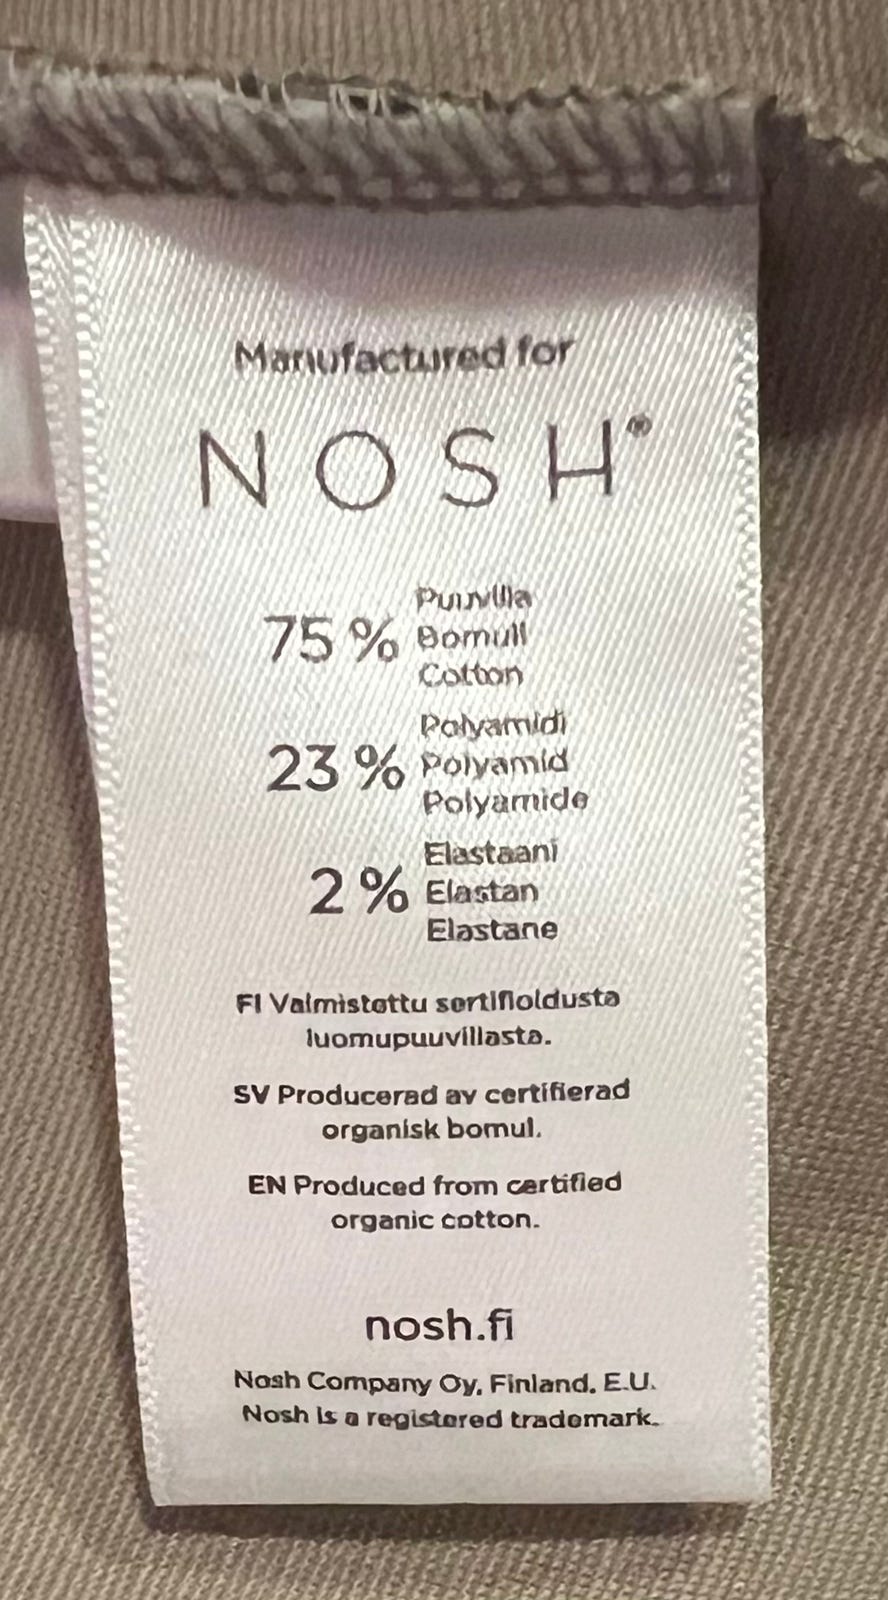 Manufactured for
NOSH®
75 % Puuvilla
Bomull
Cotton
23 % Polyamidi
Polyamid
Polyamide
2 % Elastaani
Elastan
Elastane
FI Valmistettu sertifioidusta
luomupuuvillasta.
SV Producerad av certifierad
organisk bomul.
EN Produced from certified
organic cotton.
nosh.fi
Nosh Company Oy, Finland, E.U.
Nosh is a registered trademark.